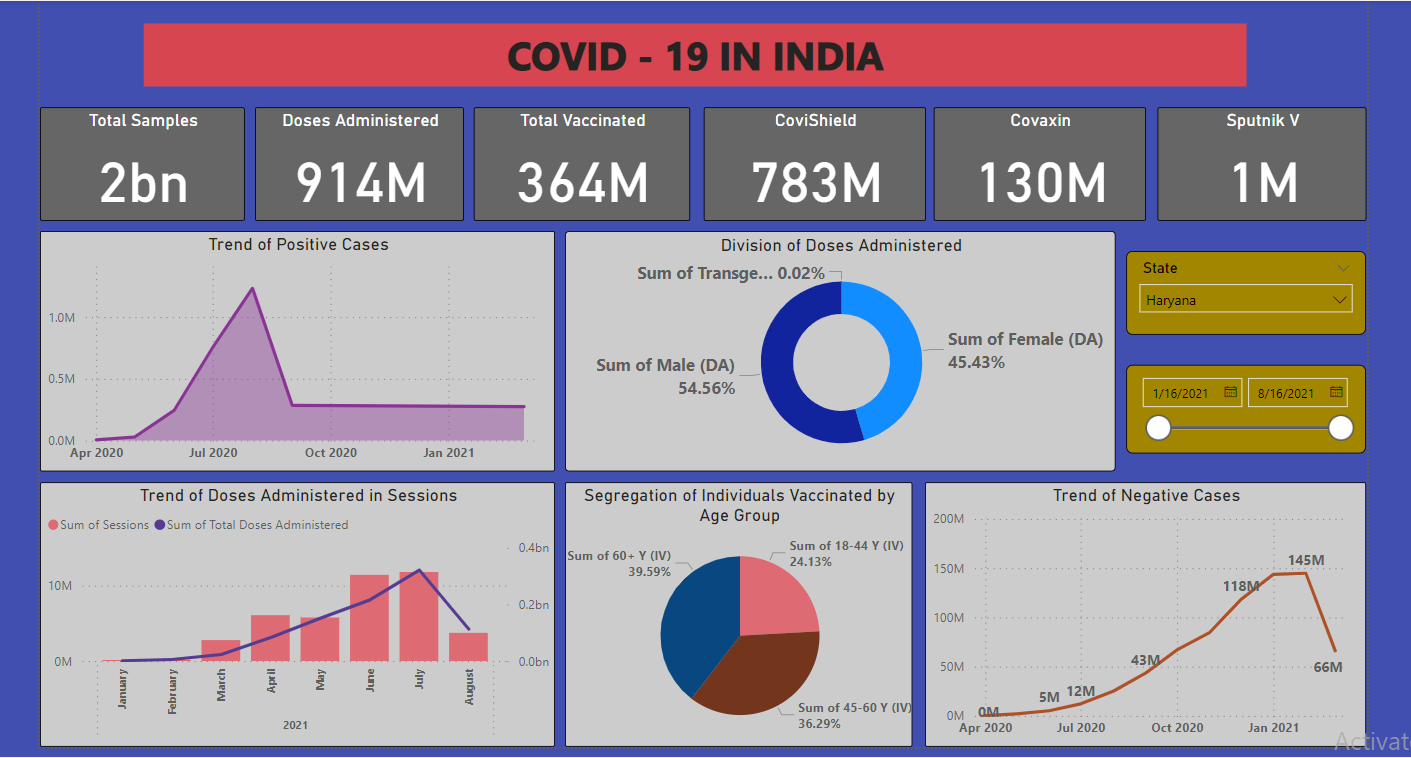 COVID - 19 IN INDIA
Total Samples
2bn
Doses Administered
914M
Total Vaccinated
364M
CoviShield
783M
Covaxin
130M
Sputnik V
1M
Trend of Positive Cases
1.0M
0.5M
0.0M
Apr 2020 Jul 2020 Oct 2020 Jan 2021
Division of Doses Administered
Sum of Transge... 0.02%
Sum of Female (DA)
45.43%
Sum of Male (DA)
54.56%
State
Haryana
1/16/2021 8/16/2021
Trend of Doses Administered in Sessions
Sum of Sessions Sum of Total Doses Administered
10M
0M
0.4bn
0.2bn
0.0bn
January February March April May June July August
2021
Segregation of Individuals Vaccinated by
Age Group
Sum of 18-44 Y (IV)
24.13%
Sum of 60+ Y (IV)
39.59%
Sum of 45-60 Y (IV)
36.29%
Trend of Negative Cases
200M
150M
100M
50M
0M
0M 5M 12M 43M 118M 145M 66M
Apr 2020 Jul 2020 Oct 2020 Jan 2021
Activate